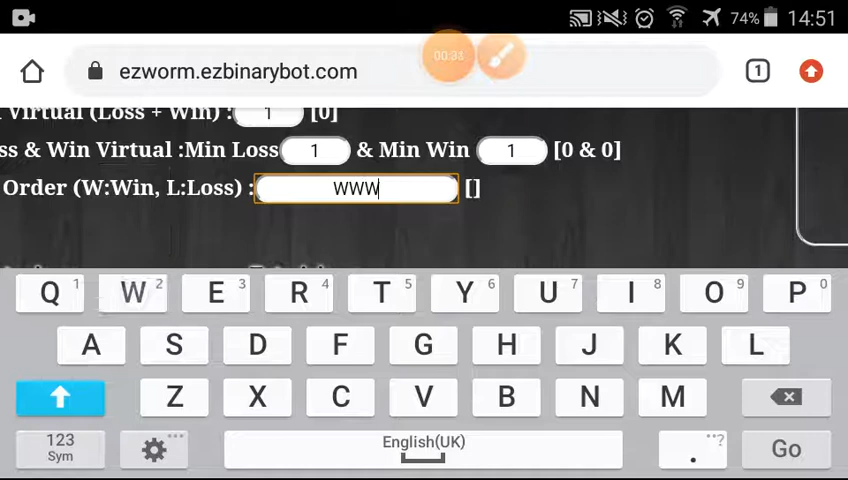 74% 14:51
00:33
ezworm.ezbinarybot.com 1
Virtual (Loss + Win) : 1 [0]
ss & Win Virtual :Min Loss 1 & Min Win 1 [0 & 0]
Order (W:Win, L:Loss) : WWW []
Q 1 W 2 E 3 R 4 T 5 Y 6 U 7 I 8 O 9 P 0
A S D F G H J K L
Z X C V B N M
123 Sym English(UK) . ..? Go